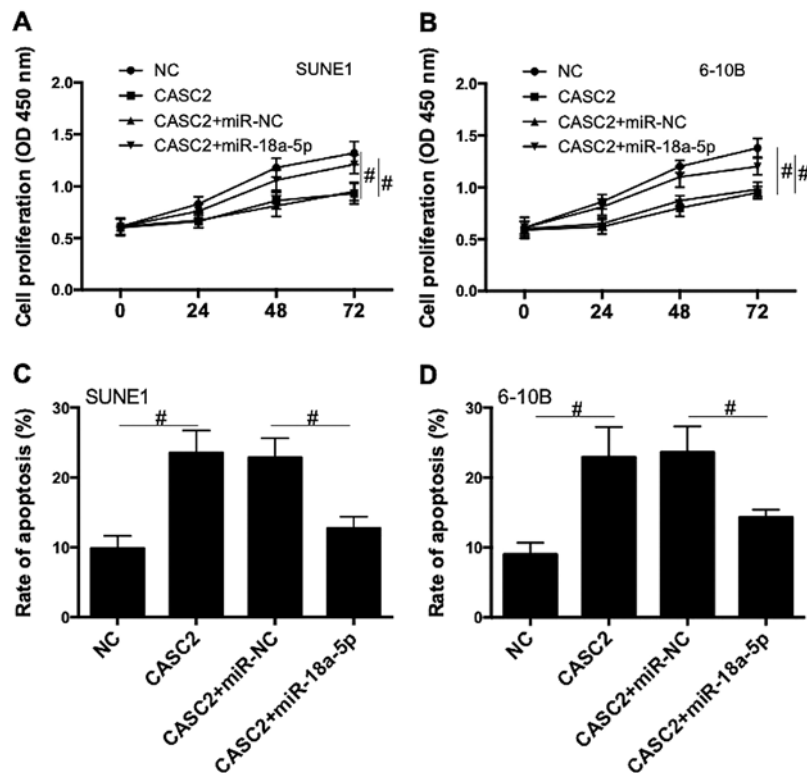 A
NC
SUNE1
CASC2
CASC2+miR-NC
CASC2+miR-18a-5p
Cell proliferation (OD 450 nm)
2.0
1.5
1.0
0.5
0.0
# #
0 24 48 72
B
NC
6-10B
CASC2
CASC2+miR-NC
CASC2+miR-18a-5p
Cell proliferation (OD 450 nm)
2.0
1.5
1.0
0.5
0.0
# #
0 24 48 72
C
SUNE1
Rate of apoptosis (%)
30
20
10
0
# #
NC
CASC2
CASC2+miR-NC
CASC2+miR-18a-5p
D
6-10B
Rate of apoptosis (%)
30
20
10
0
# #
NC
CASC2
CASC2+miR-NC
CASC2+miR-18a-5p